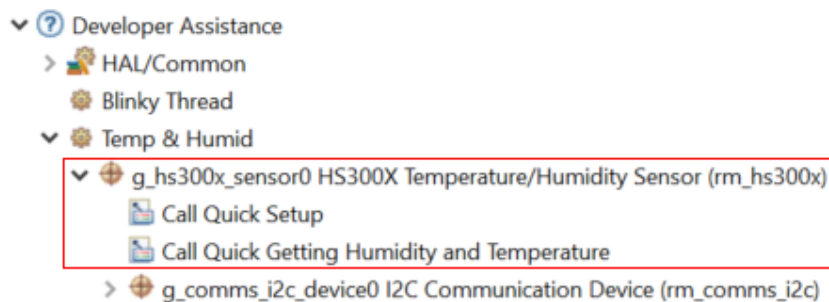 Developer Assistance
HAL/Common
Blinky Thread
Temp & Humid
g_hs300x_sensor0 HS300X Temperature/Humidity Sensor (rm_hs300x)
Call Quick Setup
Call Quick Getting Humidity and Temperature
g_comms_i2c_device0 I2C Communication Device (rm_comms_i2c)